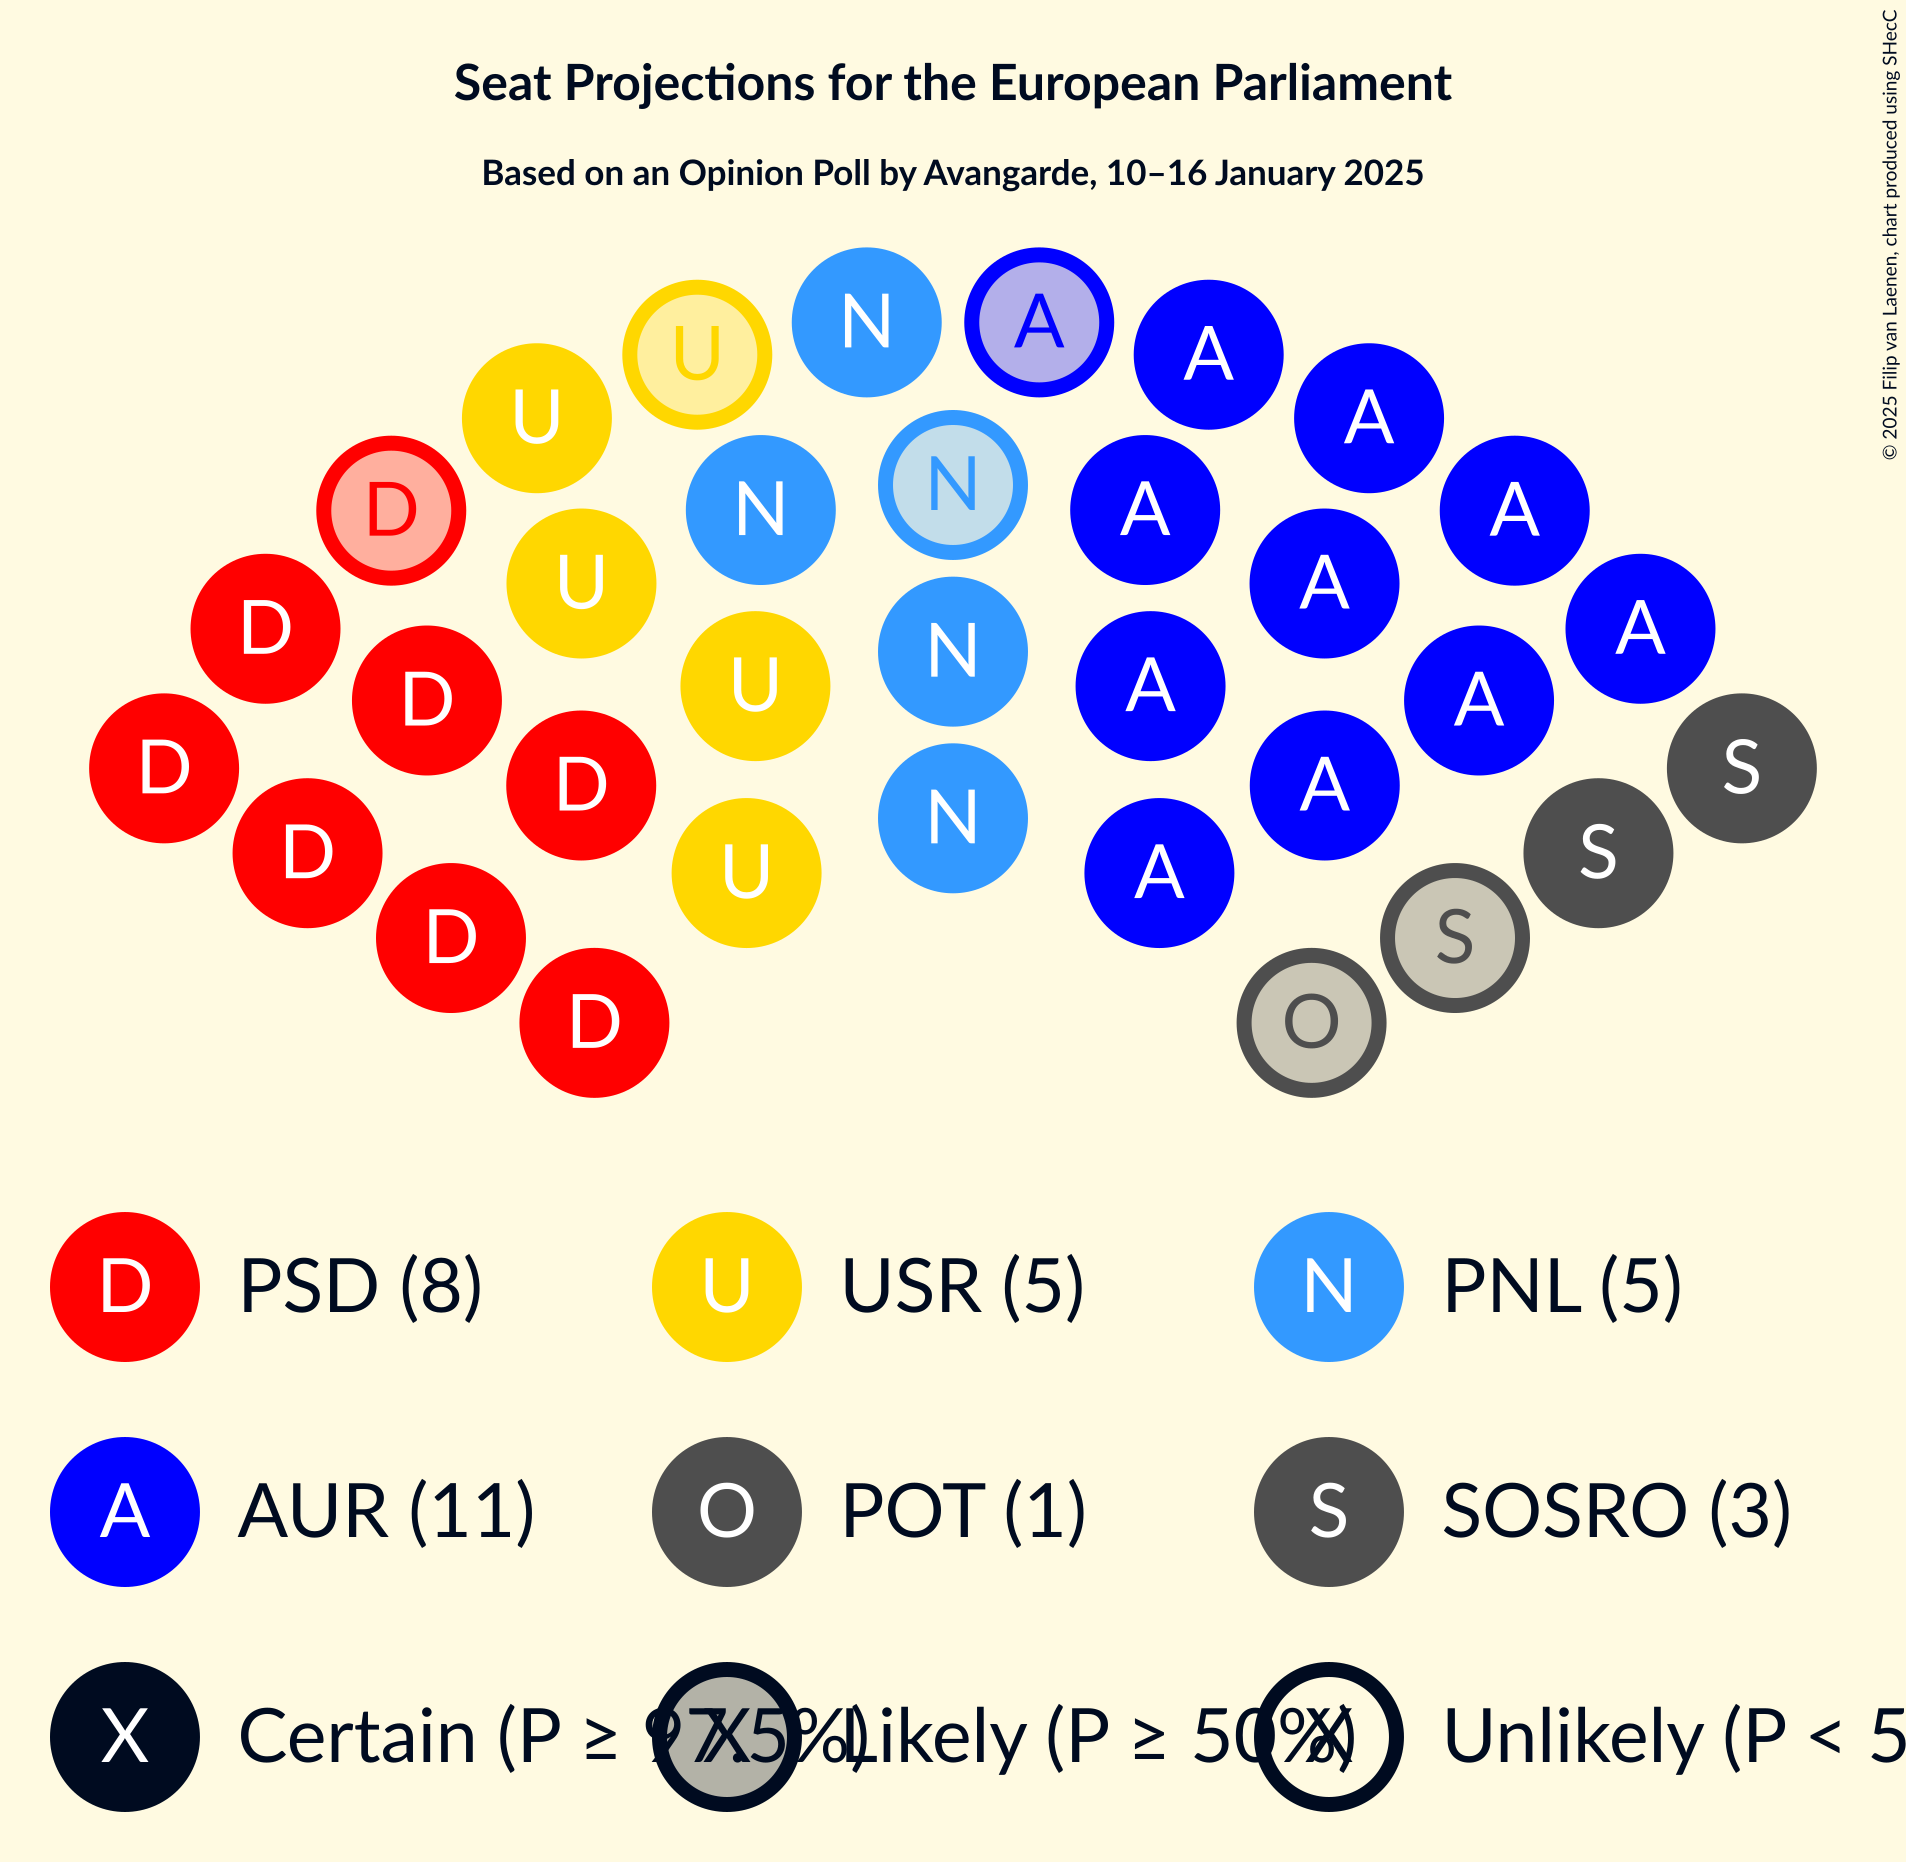 Seat Projections for the European Parliament
Based on an Opinion Poll by Avangarde, 10–16 January 2025
© 2025 Filip van Laenen, chart produced using SHecC
N A
U A
U A
N
D N A A
U A
D A
N
D U A A
D D A S
N
D U A S
D S
D O
D PSD (8) U USR (5) N PNL (5)
A AUR (11) O POT (1) S SOSRO (3)
X Certain (P ≥ 97.5%) X Likely (P ≥ 50%) X Unlikely (P < 5